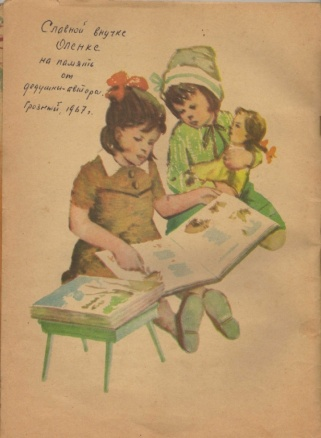 Славной внучке
Оленке
на память
от
дедушки-автора.
Грозный, 1967 г.